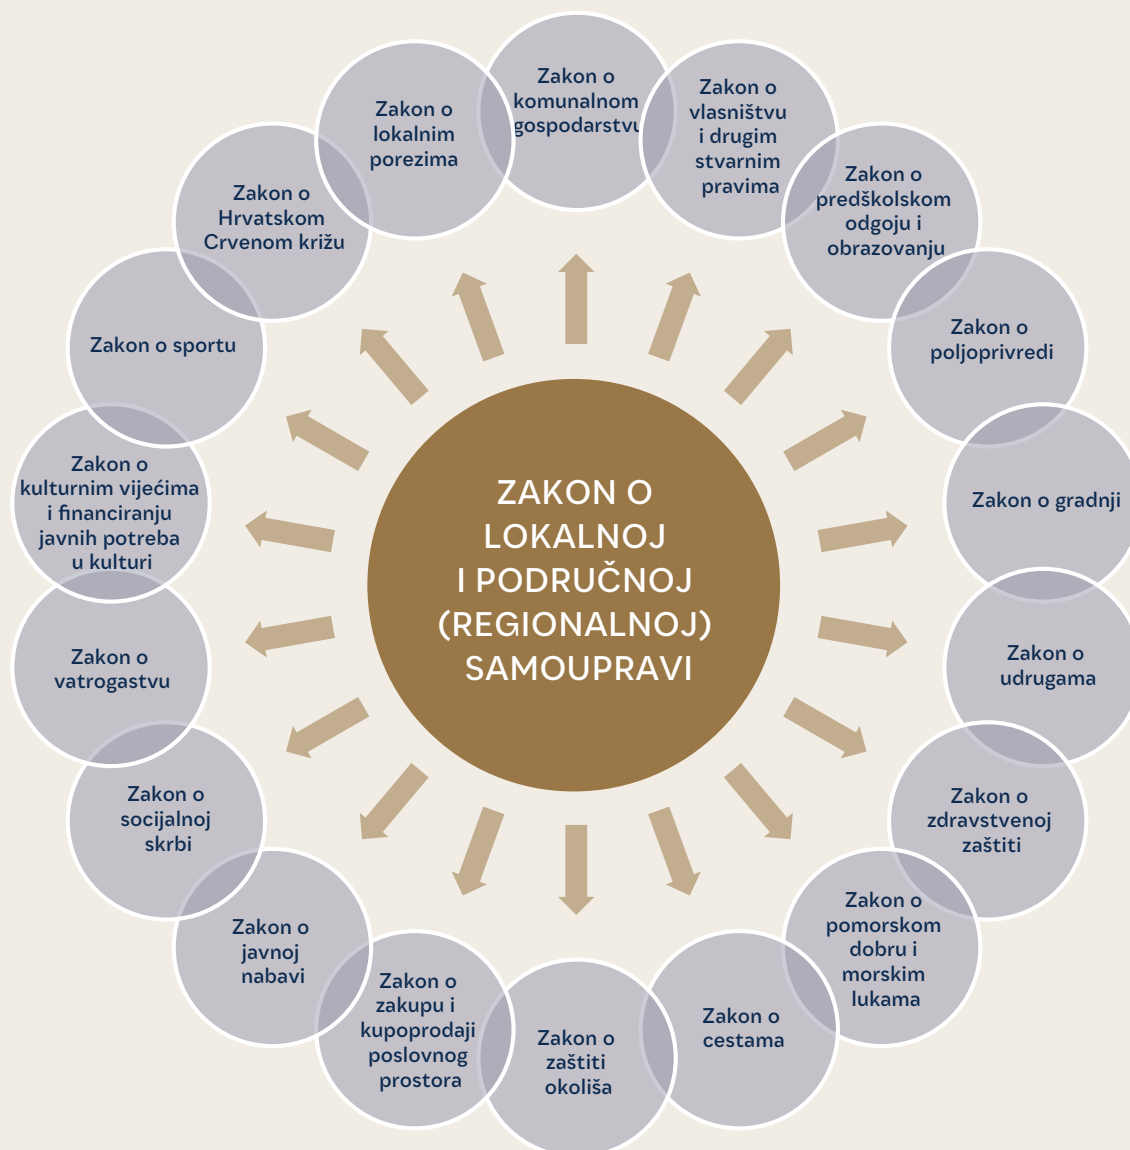 Zakon o
komunalnom
gospodarstvu
Zakon o
vlasništvu
i drugim
stvarnim
pravima
Zakon o
predškolskom
odgoju i
obrazovanju
Zakon o
poljoprivredi
Zakon o gradnji
Zakon o
udrugama
Zakon o
zdravstvenoj
zaštiti
Zakon o
pomorskom
dobru i
morskim
lukama
Zakon o
cestama
Zakon o
zaštiti
okoliša
Zakon o
zakupu i
kupoprodaji
poslovnog
prostora
Zakon o
javnoj
nabavi
Zakon o
socijalnoj
skrbi
Zakon o
vatrogastvu
Zakon o
kulturnim vijećima
i financiranju
javnih potreba
u kulturi
Zakon o sportu
Zakon o
Hrvatskom
Crvenom križu
Zakon o
lokalnim
porezima
ZAKON O
LOKALNOJ
I PODRUČNOJ
(REGIONALNOJ)
SAMOUPRAVI